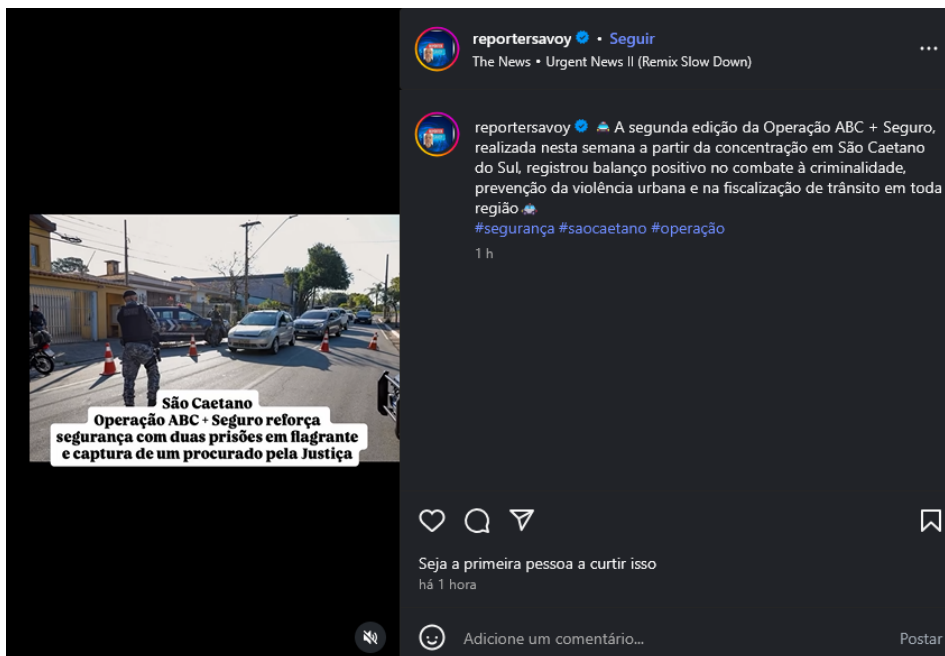 reportersavoy • Seguir
The News • Urgent News II (Remix Slow Down)
reportersavoy 🚔 A segunda edição da Operação ABC + Seguro,
realizada nesta semana a partir da concentração em São Caetano
do Sul, registrou balanço positivo no combate à criminalidade,
prevenção da violência urbana e na fiscalização de trânsito em toda
região🚔
#segurança #saocaetano #operação
1 h
São Caetano
Operação ABC + Seguro reforça
segurança com duas prisões em flagrante
e captura de um procurado pela Justiça
Seja a primeira pessoa a curtir isso
há 1 hora
Adicione um comentário...
Postar